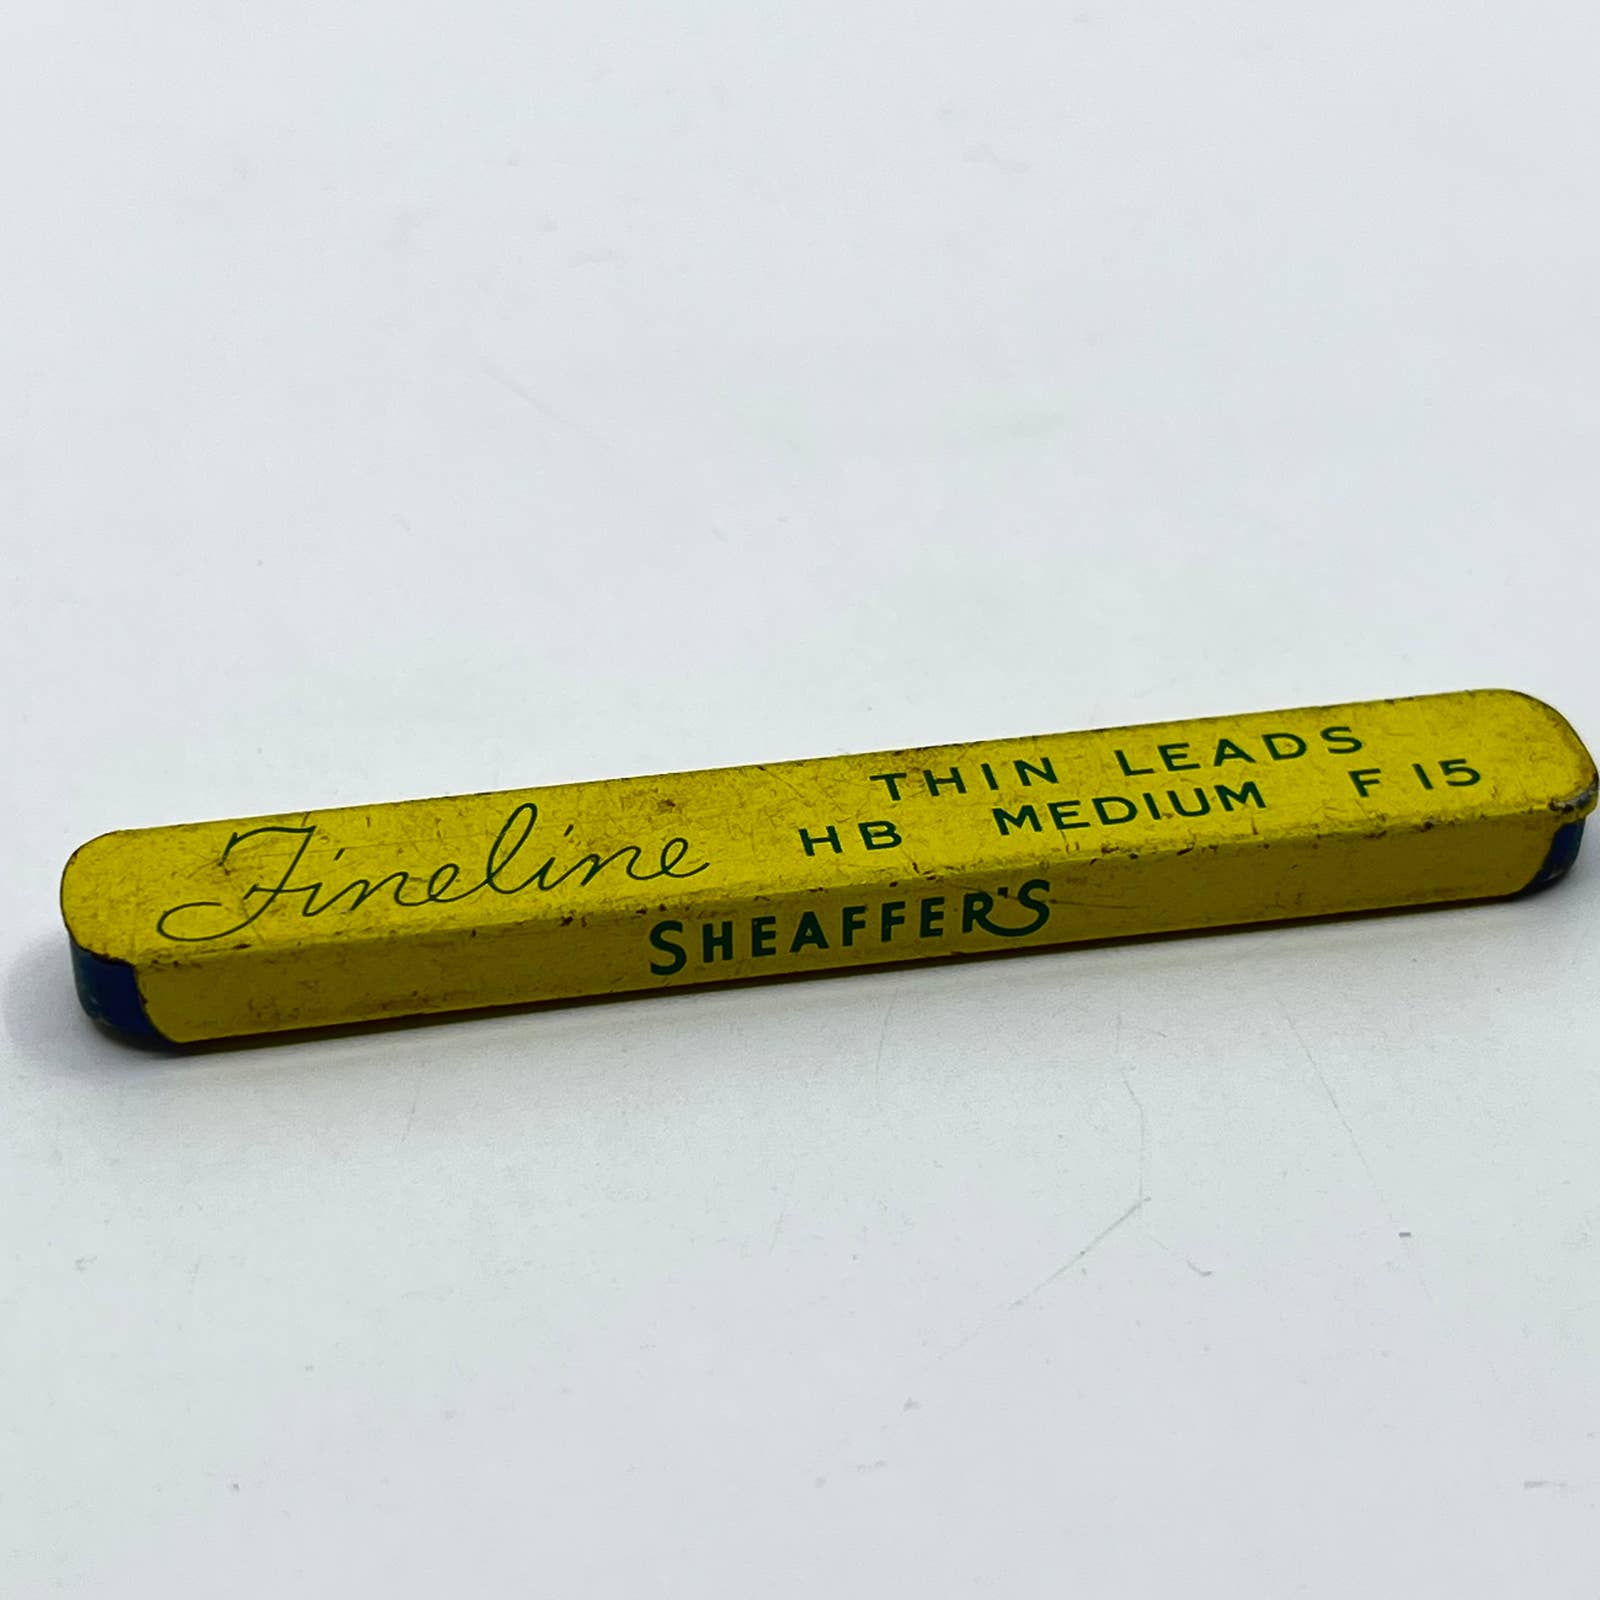 Fineline
THIN LEADS
HB MEDIUM F 15
SHEAFFER'S